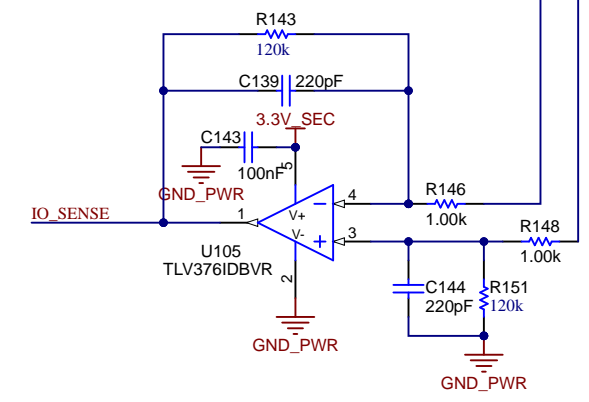 R143
120k
C139 220pF
3.3V_SEC
C143
100nF
5
GND_PWR
IO_SENSE
1
V+
V-
4
3
R146
1.00k
R148
1.00k
U105
TLV376IDBVR
2
C144
220pF
R151
120k
GND_PWR
GND_PWR